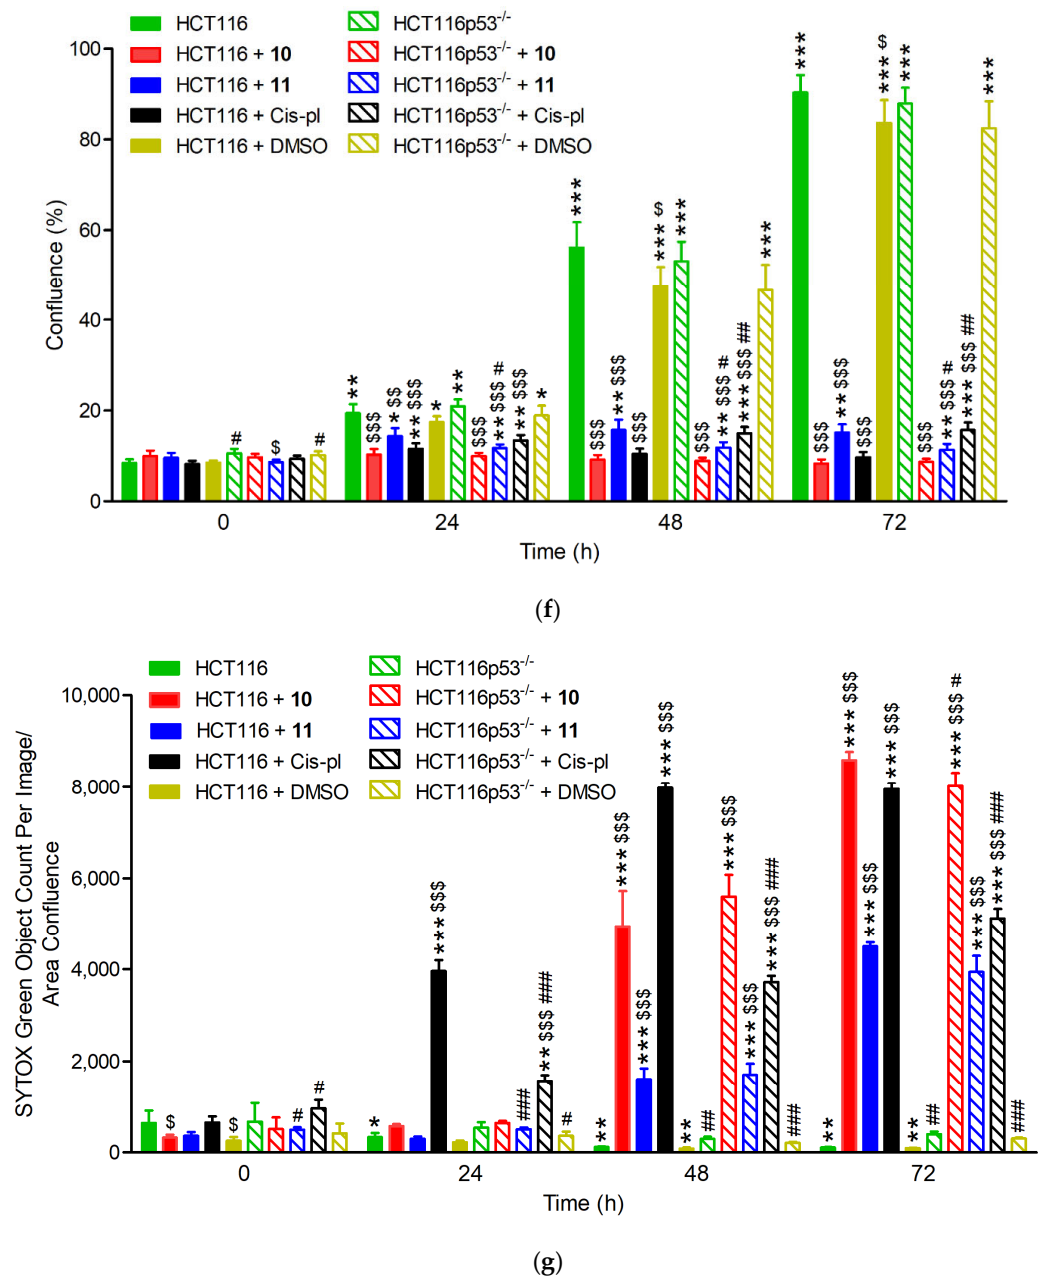 HCT116
HCT116p53-/-
HCT116 + 10
HCT116p53-/- + 10
HCT116 + 11
HCT116p53-/- + 11
HCT116 + Cis-pl
HCT116p53-/- + Cis-pl
HCT116 + DMSO
HCT116p53-/- + DMSO
Confluence (%)
100
80
60
40
20
0
#
$
#
**
$$$
* $$
** $$$
*
**
$$$
** $$$ #
** $$$
*
***
$$$
** $$$
$$$
*** $
***
$$$
** $$$ #
*** $$$ ##
***
***
$$$
** $$$
$$$
*** $
***
$$$
** $$$ #
*** $$$ ##
***
0 24 48 72
Time (h)
(f)
HCT116
HCT116p53-/-
HCT116 + 10
HCT116p53-/- + 10
HCT116 + 11
HCT116p53-/- + 11
HCT116 + Cis-pl
HCT116p53-/- + Cis-pl
HCT116 + DMSO
HCT116p53-/- + DMSO
SYTOX Green Object Count Per Image/
Area Confluence
10,000
8,000
6,000
4,000
2,000
0
$
$
#
#
*
*** $$$
###
** $$$ ###
#
**
*** $$$
*** $$$
*** $$$
**
##
*** $$$
*** $$$
*** $$$ ###
###
**
*** $$$
*** $$$
*** $$$
**
##
*** $$$ #
*** $$$
*** $$$ ###
###
0 24 48 72
Time (h)
(g)